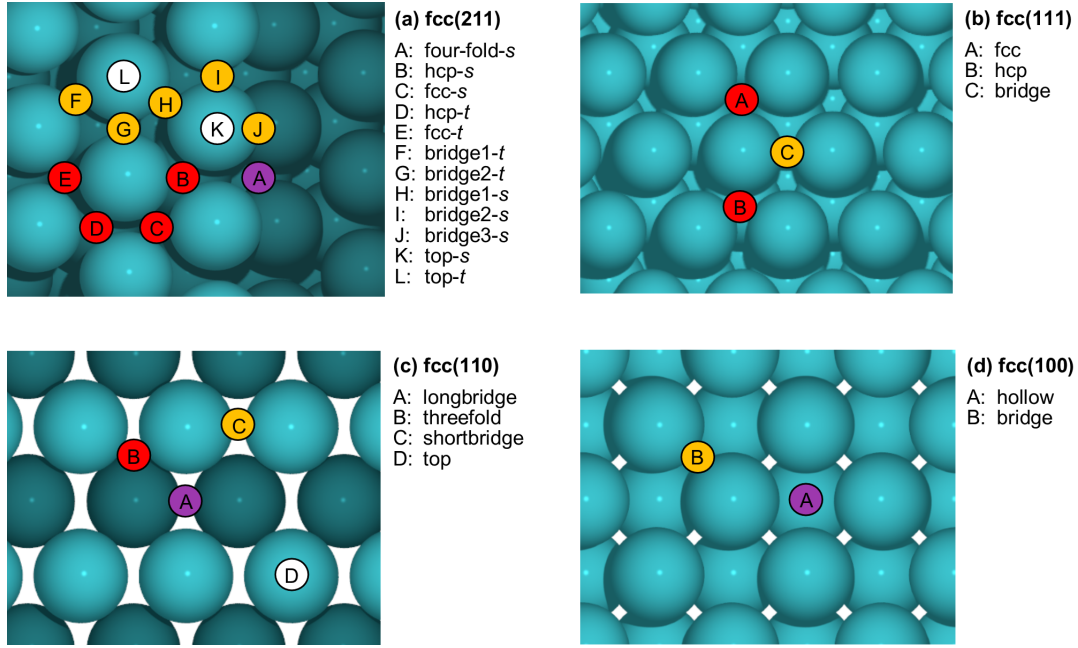 (a) fcc(211)
A: four-fold-s
B: hcp-s
C: fcc-s
D: hcp-t
E: fcc-t
F: bridge1-t
G: bridge2-t
H: bridge1-s
I: bridge2-s
J: bridge3-s
K: top-s
L: top-t
L
I
F
H
G
K
J
E
B
A
D
C
(b) fcc(111)
A: fcc
B: hcp
C: bridge
A
C
B
(c) fcc(110)
A: longbridge
B: threefold
C: shortbridge
D: top
C
B
A
D
(d) fcc(100)
A: hollow
B: bridge
B
A